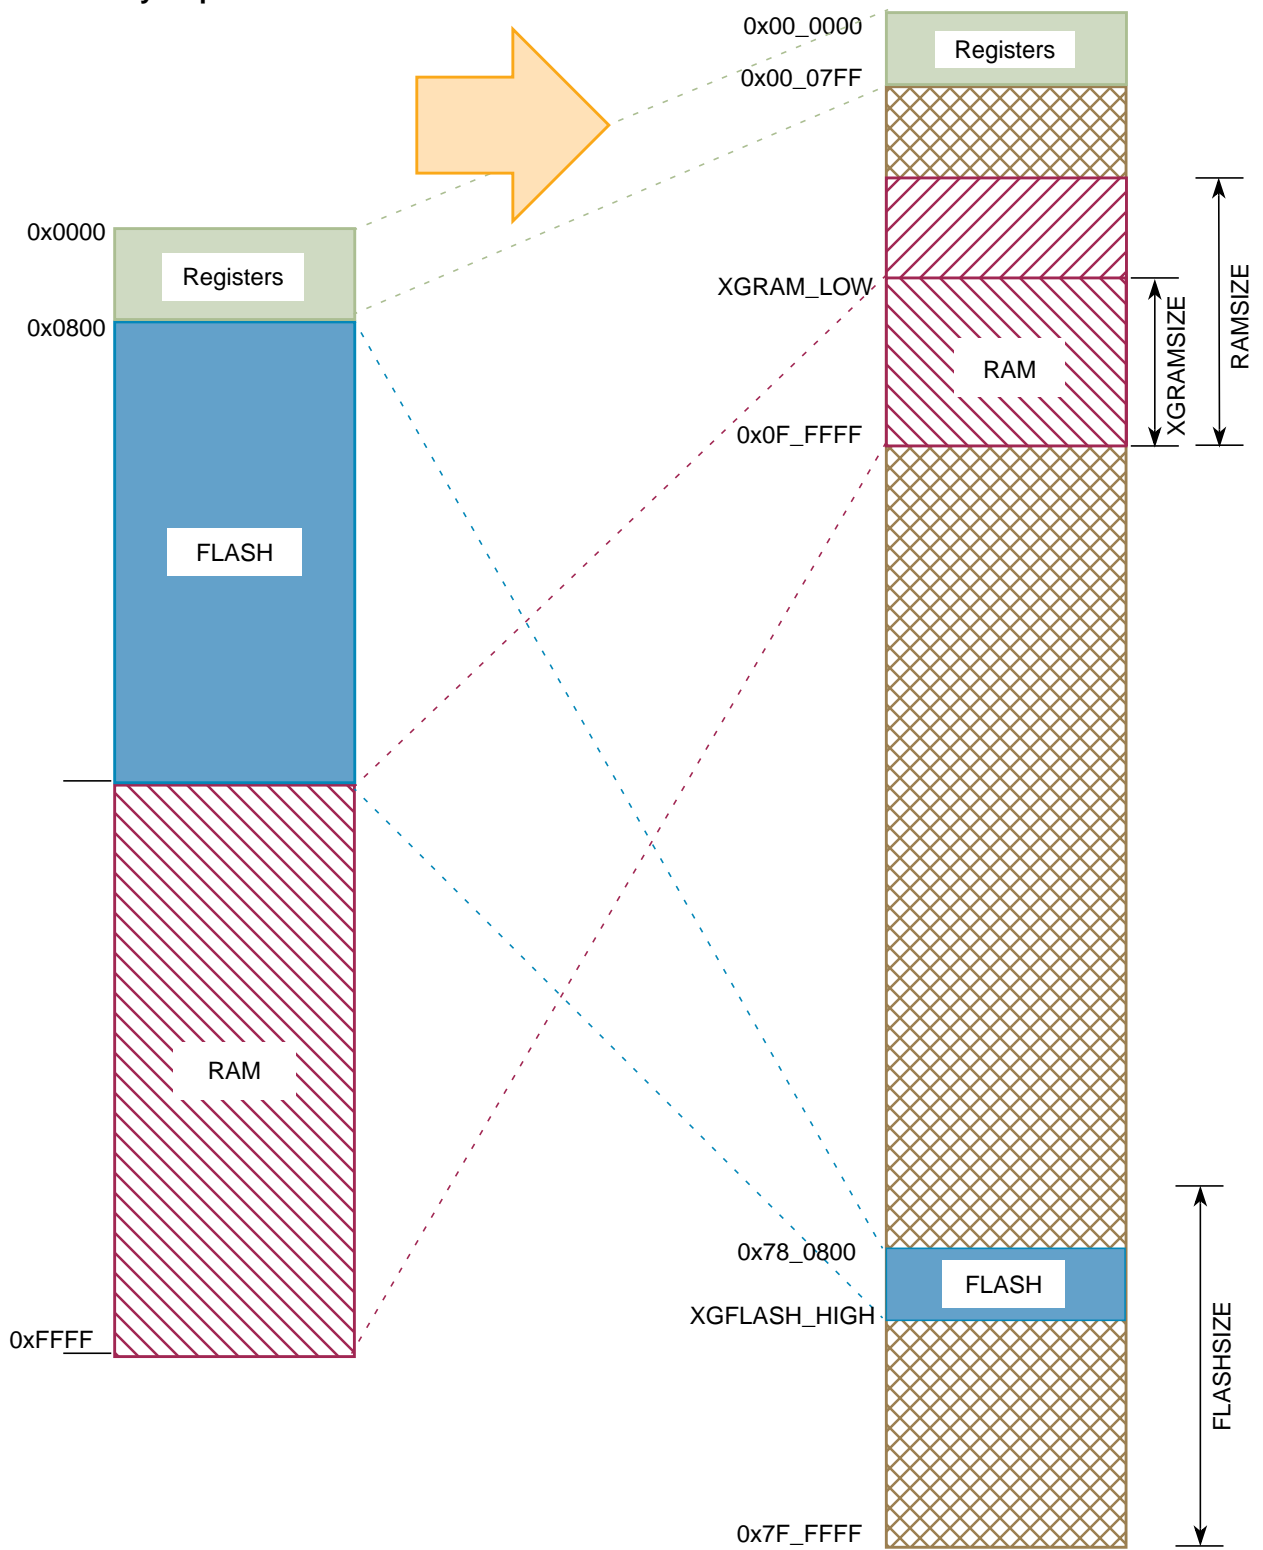 0x0000
Registers
0x0800
FLASH
RAM
0xFFFF
0x00_0000
Registers
0x00_07FF
XGRAM_LOW
RAM
0x0F_FFFF
XGRAMSIZE
RAMSIZE
0x78_0800
FLASH
XGFLASH_HIGH
FLASHSIZE
0x7F_FFFF